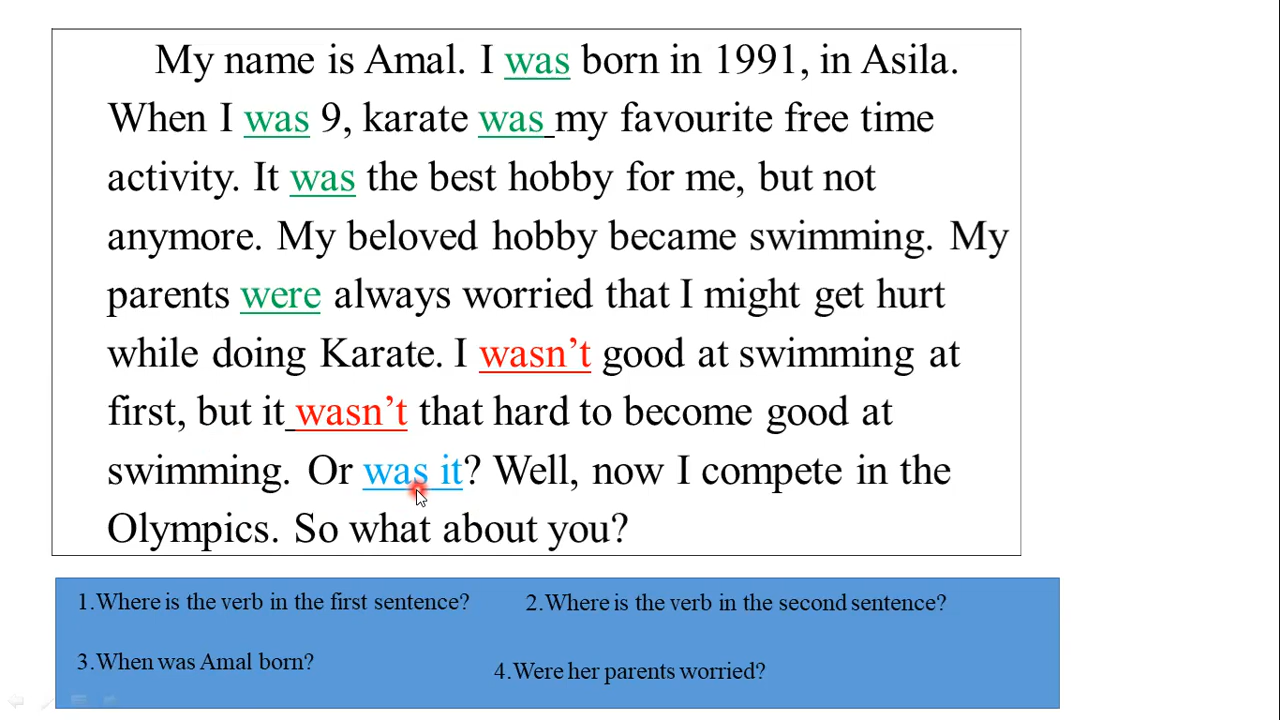 My name is Amal. I was born in 1991, in Asila.
When I was 9, karate was my favourite free time
activity. It was the best hobby for me, but not
anymore. My beloved hobby became swimming. My
parents were always worried that I might get hurt
while doing Karate. I wasn’t good at swimming at
first, but it wasn’t that hard to become good at
swimming. Or was it? Well, now I compete in the
Olympics. So what about you?
1.Where is the verb in the first sentence?
2.Where is the verb in the second sentence?
3.When was Amal born?
4.Were her parents worried?